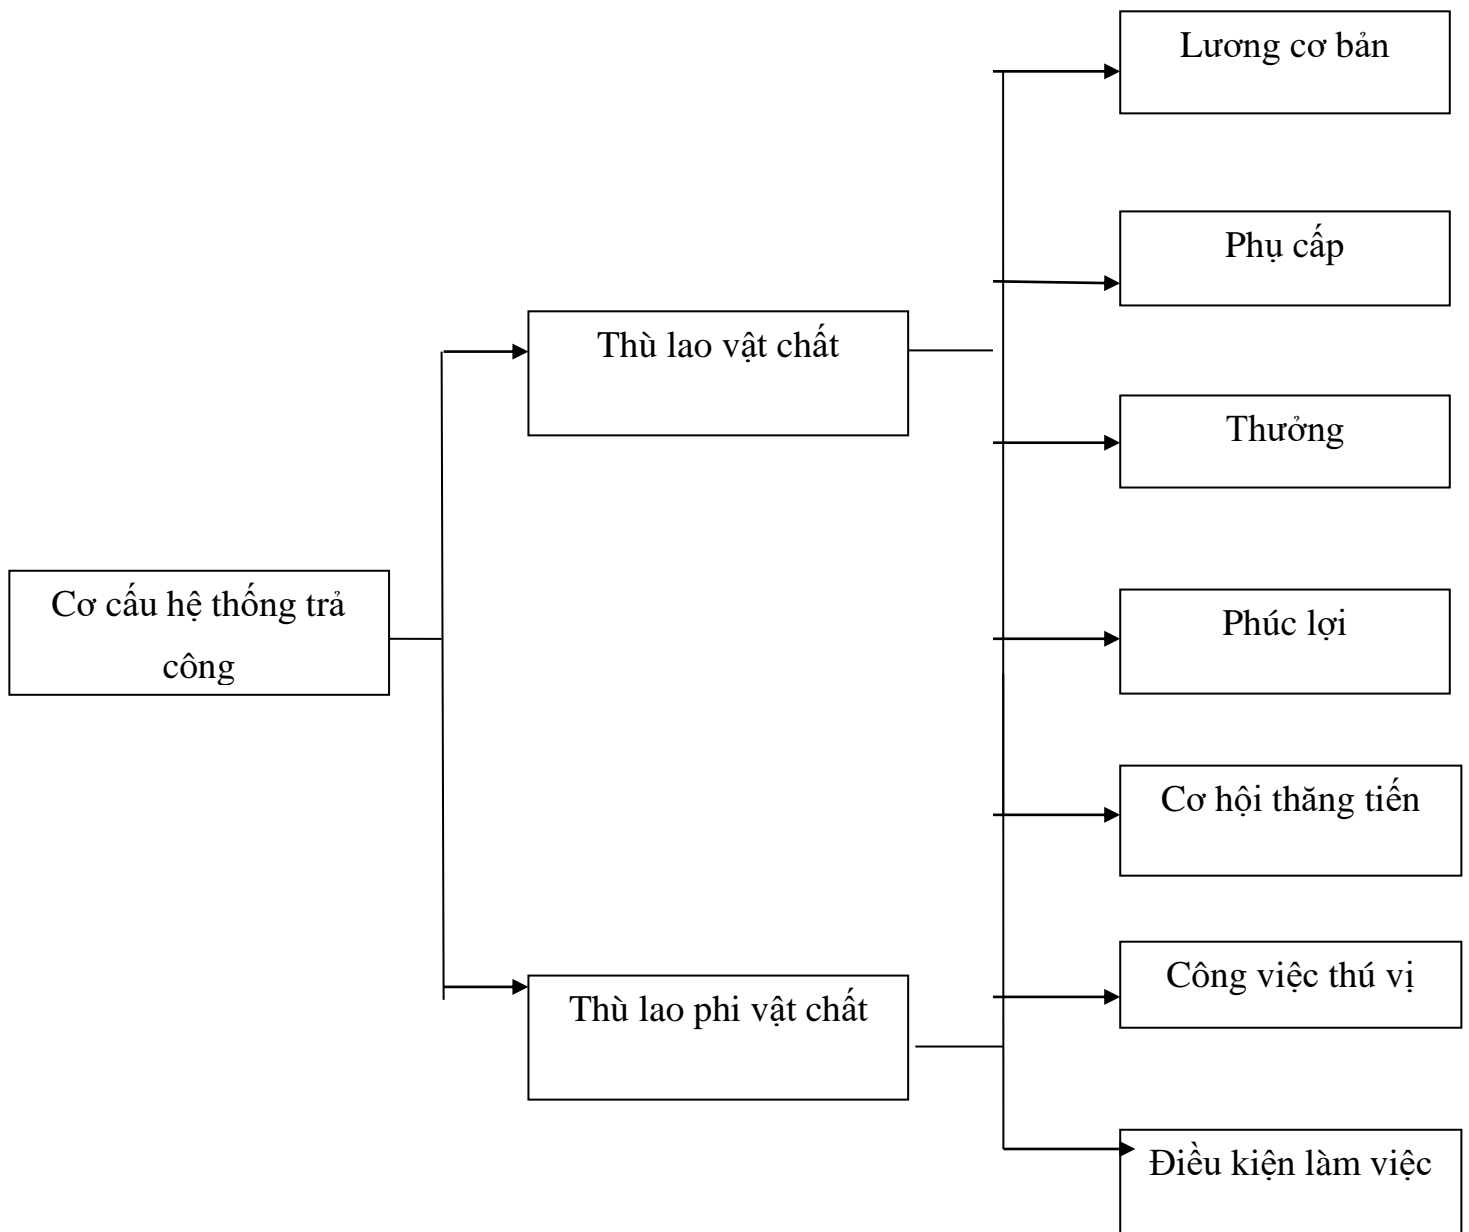 Lương cơ bản
Phụ cấp
Thù lao vật chất
Thưởng
Cơ cấu hệ thống trả
công
Phúc lợi
Cơ hội thăng tiến
Công việc thú vị
Thù lao phi vật chất
Điều kiện làm việc